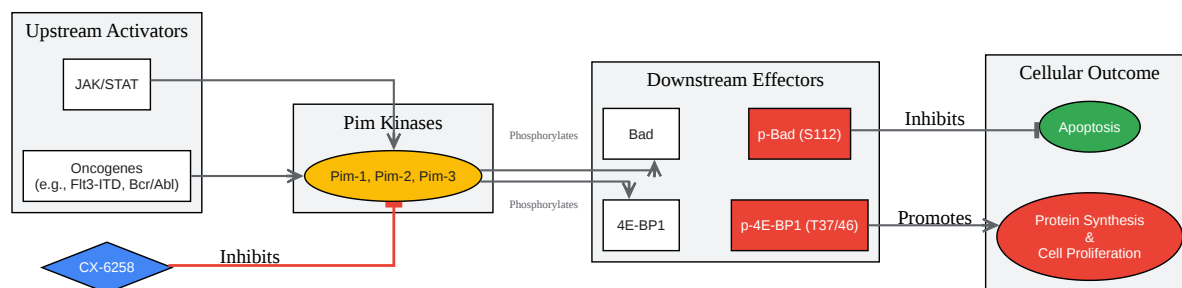 Upstream Activators
JAK/STAT
Oncogenes
(e.g., Flt3-ITD, Bcr/Abl)
CX-6258
Inhibits
Pim Kinases
Pim-1, Pim-2, Pim-3
Phosphorylates
Phosphorylates
Downstream Effectors
Bad
p-Bad (S112)
4E-BP1
p-4E-BP1 (T37/46)
Inhibits
Promotes
Cellular Outcome
Apoptosis
Protein Synthesis
&
Cell Proliferation